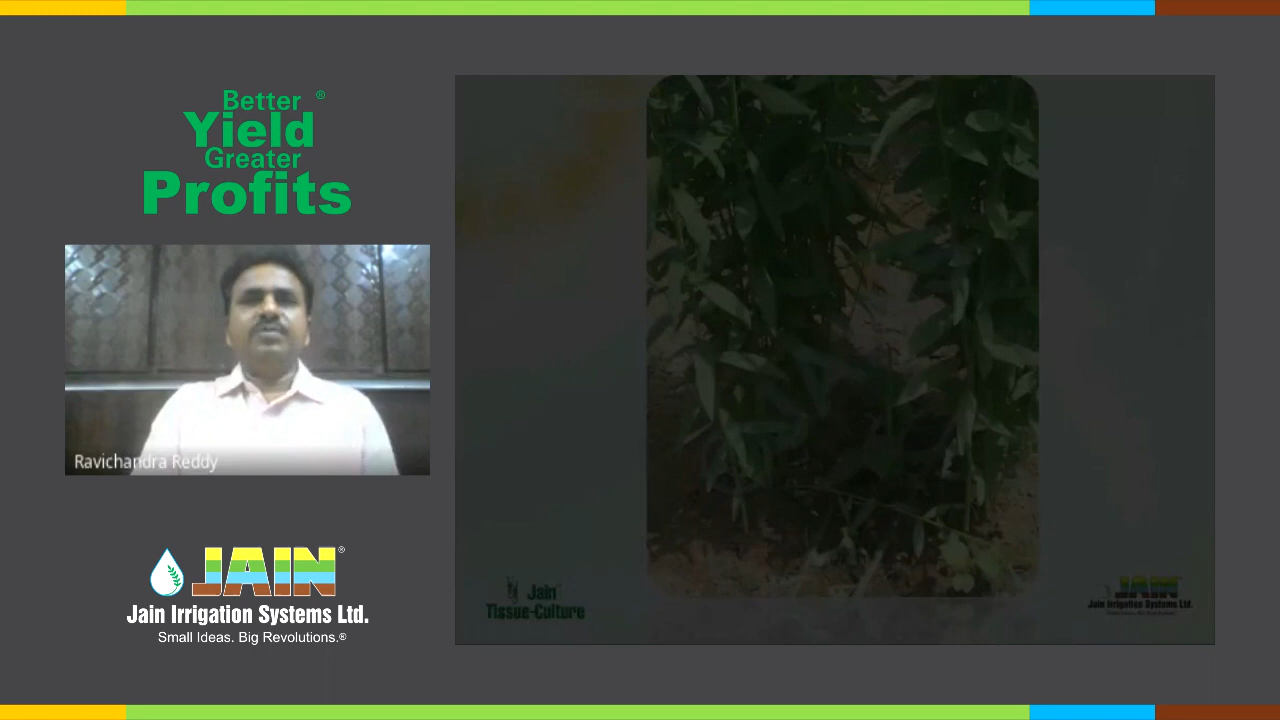 Better ®
Yield
Greater
Profits
Ravichandra Reddy
JAIN®
Jain Irrigation Systems Ltd.
Small Ideas. Big Revolutions.®
Jain
Tissue-Culture
JAIN
Jain Irrigation Systems Ltd.